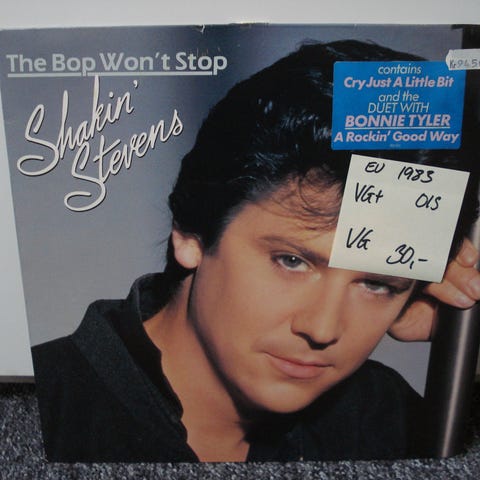 The Bop Won't Stop
Shakin'
Stevens
contains
Cry Just A Little Bit
and the
DUET WITH
BONNIE TYLER
A Rockin' Good Way
EU 1983
VG+ OIS
VG 30,-